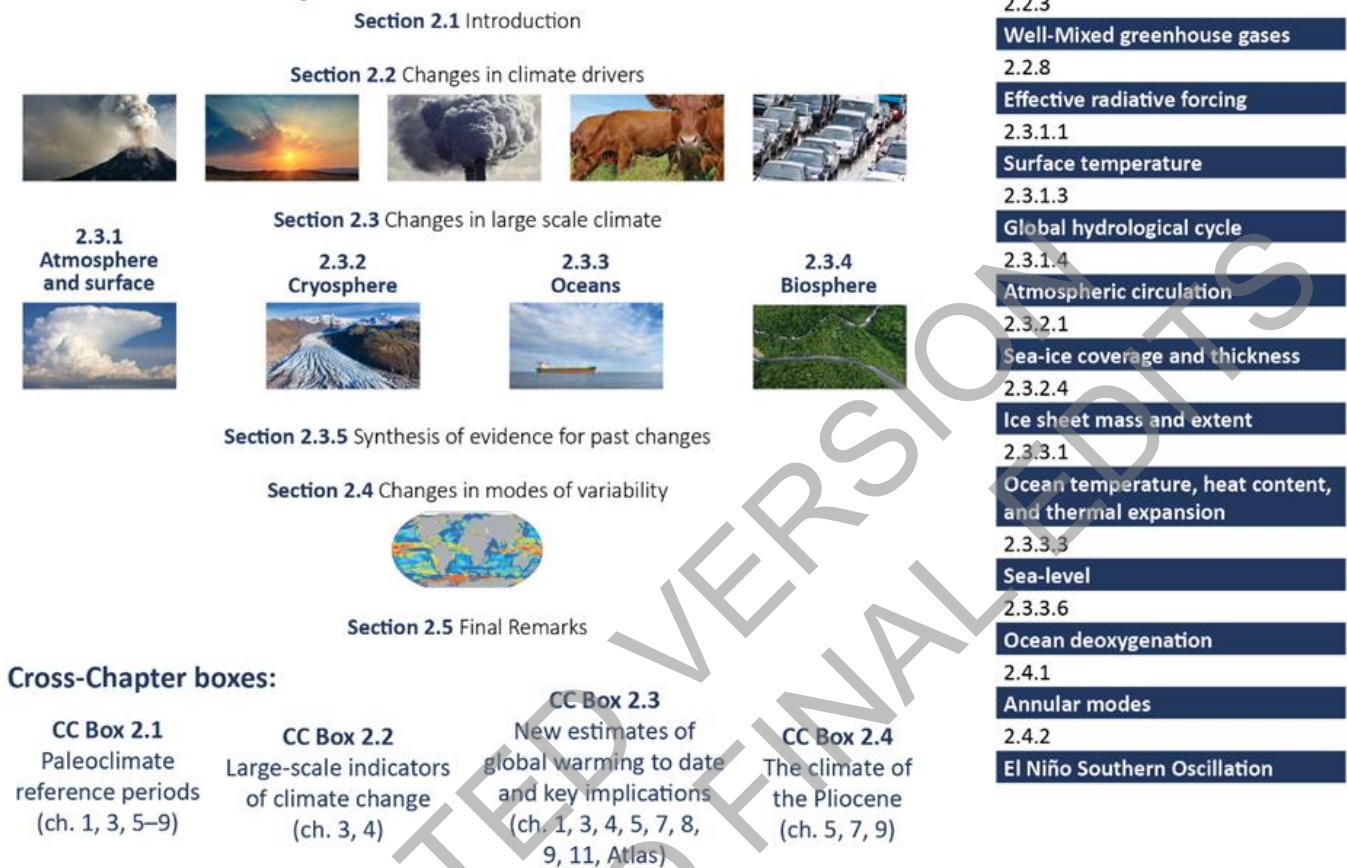 Section 2.1 Introduction
Section 2.2 Changes in climate drivers
Section 2.3 Changes in large scale climate
2.3.1
Atmosphere
and surface
2.3.2
Cryosphere
2.3.3
Oceans
2.3.4
Biosphere
Section 2.3.5 Synthesis of evidence for past changes
Section 2.4 Changes in modes of variability
Section 2.5 Final Remarks
Cross-Chapter boxes:
CC Box 2.1
Paleoclimate
reference periods
(ch. 1, 3, 5–9)
CC Box 2.2
Large-scale indicators
of climate change
(ch. 3, 4)
CC Box 2.3
New estimates of
global warming to date
and key implications
(ch. 1, 3, 4, 5, 7, 8,
9, 11, Atlas)
CC Box 2.4
The climate of
the Pliocene
(ch. 5, 7, 9)
2.2.3
Well-Mixed greenhouse gases
2.2.8
Effective radiative forcing
2.3.1.1
Surface temperature
2.3.1.3
Global hydrological cycle
2.3.1.4
Atmospheric circulation
2.3.2.1
Sea-ice coverage and thickness
2.3.2.4
Ice sheet mass and extent
2.3.3.1
Ocean temperature, heat content,
and thermal expansion
2.3.3.3
Sea-level
2.3.3.6
Ocean deoxygenation
2.4.1
Annular modes
2.4.2
El Niño Southern Oscillation
TED VERSION
O FINAL EDITS